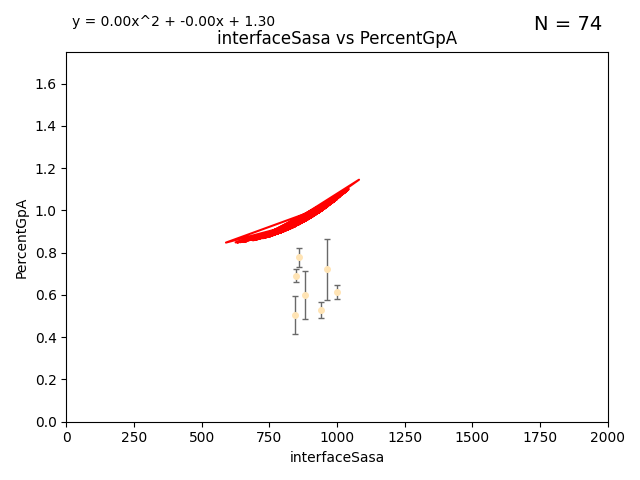 y = 0.00x^2 + -0.00x + 1.30
N = 74
interfaceSasa vs PercentGpA
PercentGpA
1.6
1.4
1.2
1.0
0.8
0.6
0.4
0.2
0.0
0 250 500 750 1000 1250 1500 1750 2000
interfaceSasa